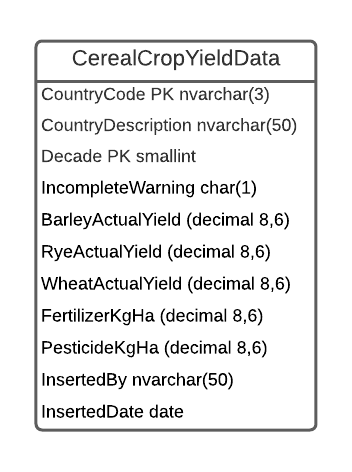 CerealCropYieldData
CountryCode PK nvarchar(3)
CountryDescription nvarchar(50)
Decade PK smallint
IncompleteWarning char(1)
BarleyActualYield (decimal 8,6)
RyeActualYield (decimal 8,6)
WheatActualYield (decimal 8,6)
FertilizerKgHa (decimal 8,6)
PesticideKgHa (decimal 8,6)
InsertedBy nvarchar(50)
InsertedDate date